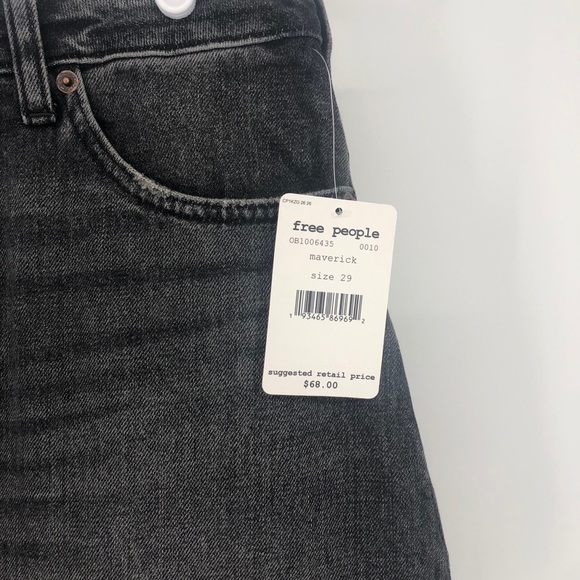 free people
OB1006435 0010
maverick
size 29
1 93465 86969 2
suggested retail price
$68.00